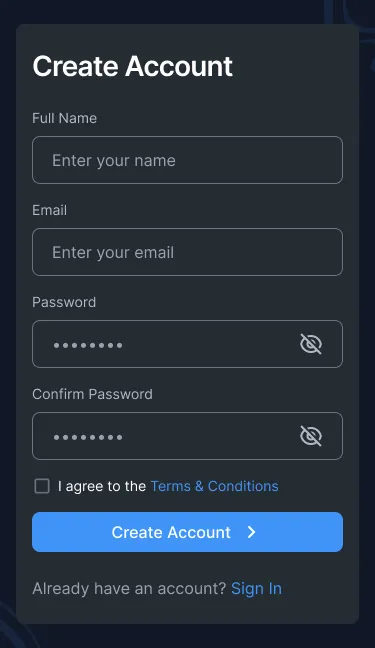 Create Account
Full Name
Enter your name
Email
Enter your email
Password
••••••••
Confirm Password
••••••••
I agree to the Terms & Conditions
Create Account
Already have an account? Sign In